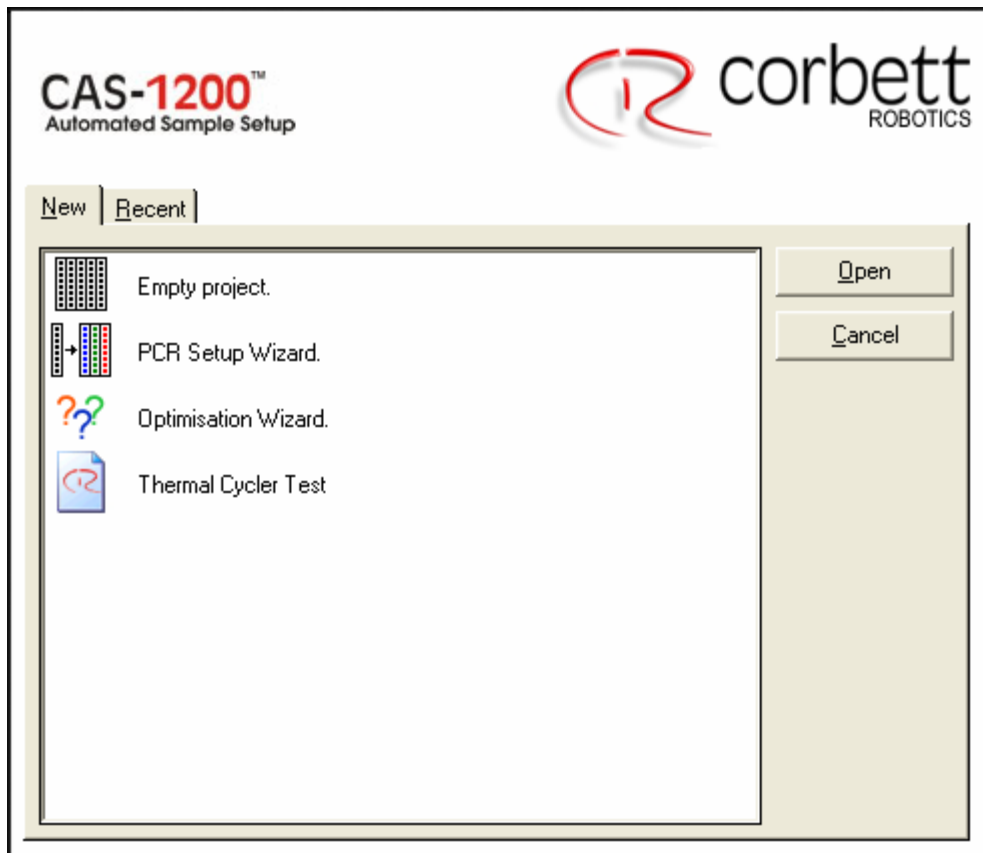 CAS-1200™
Automated Sample Setup
corbett
ROBOTICS
New
Recent
Empty project.
PCR Setup Wizard.
Optimisation Wizard.
Thermal Cycler Test
Open
Cancel